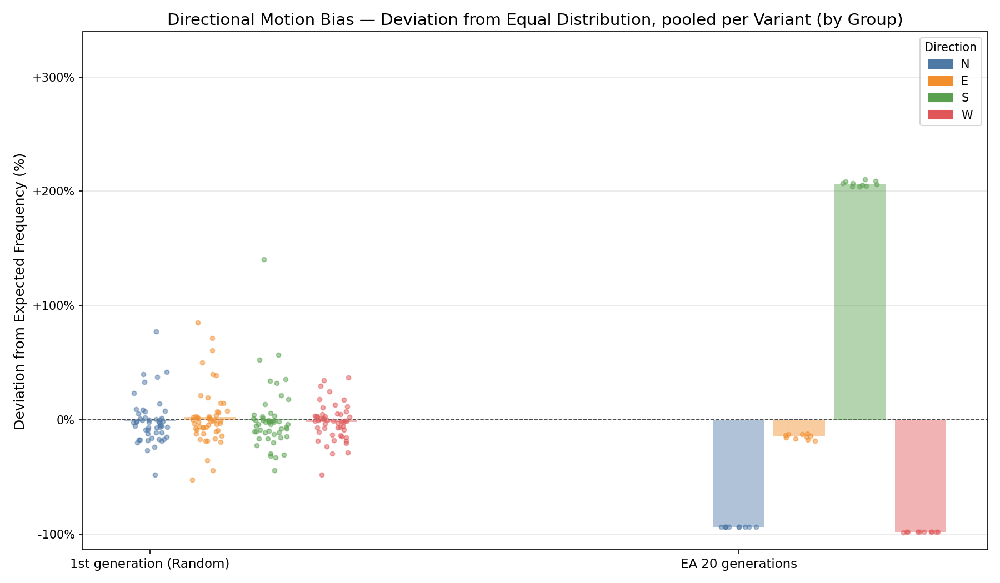 Directional Motion Bias — Deviation from Equal Distribution, pooled per Variant (by Group)
Direction
N
E
S
W
Deviation from Expected Frequency (%)
+300%
+200%
+100%
0%
-100%
1st generation (Random)
EA 20 generations